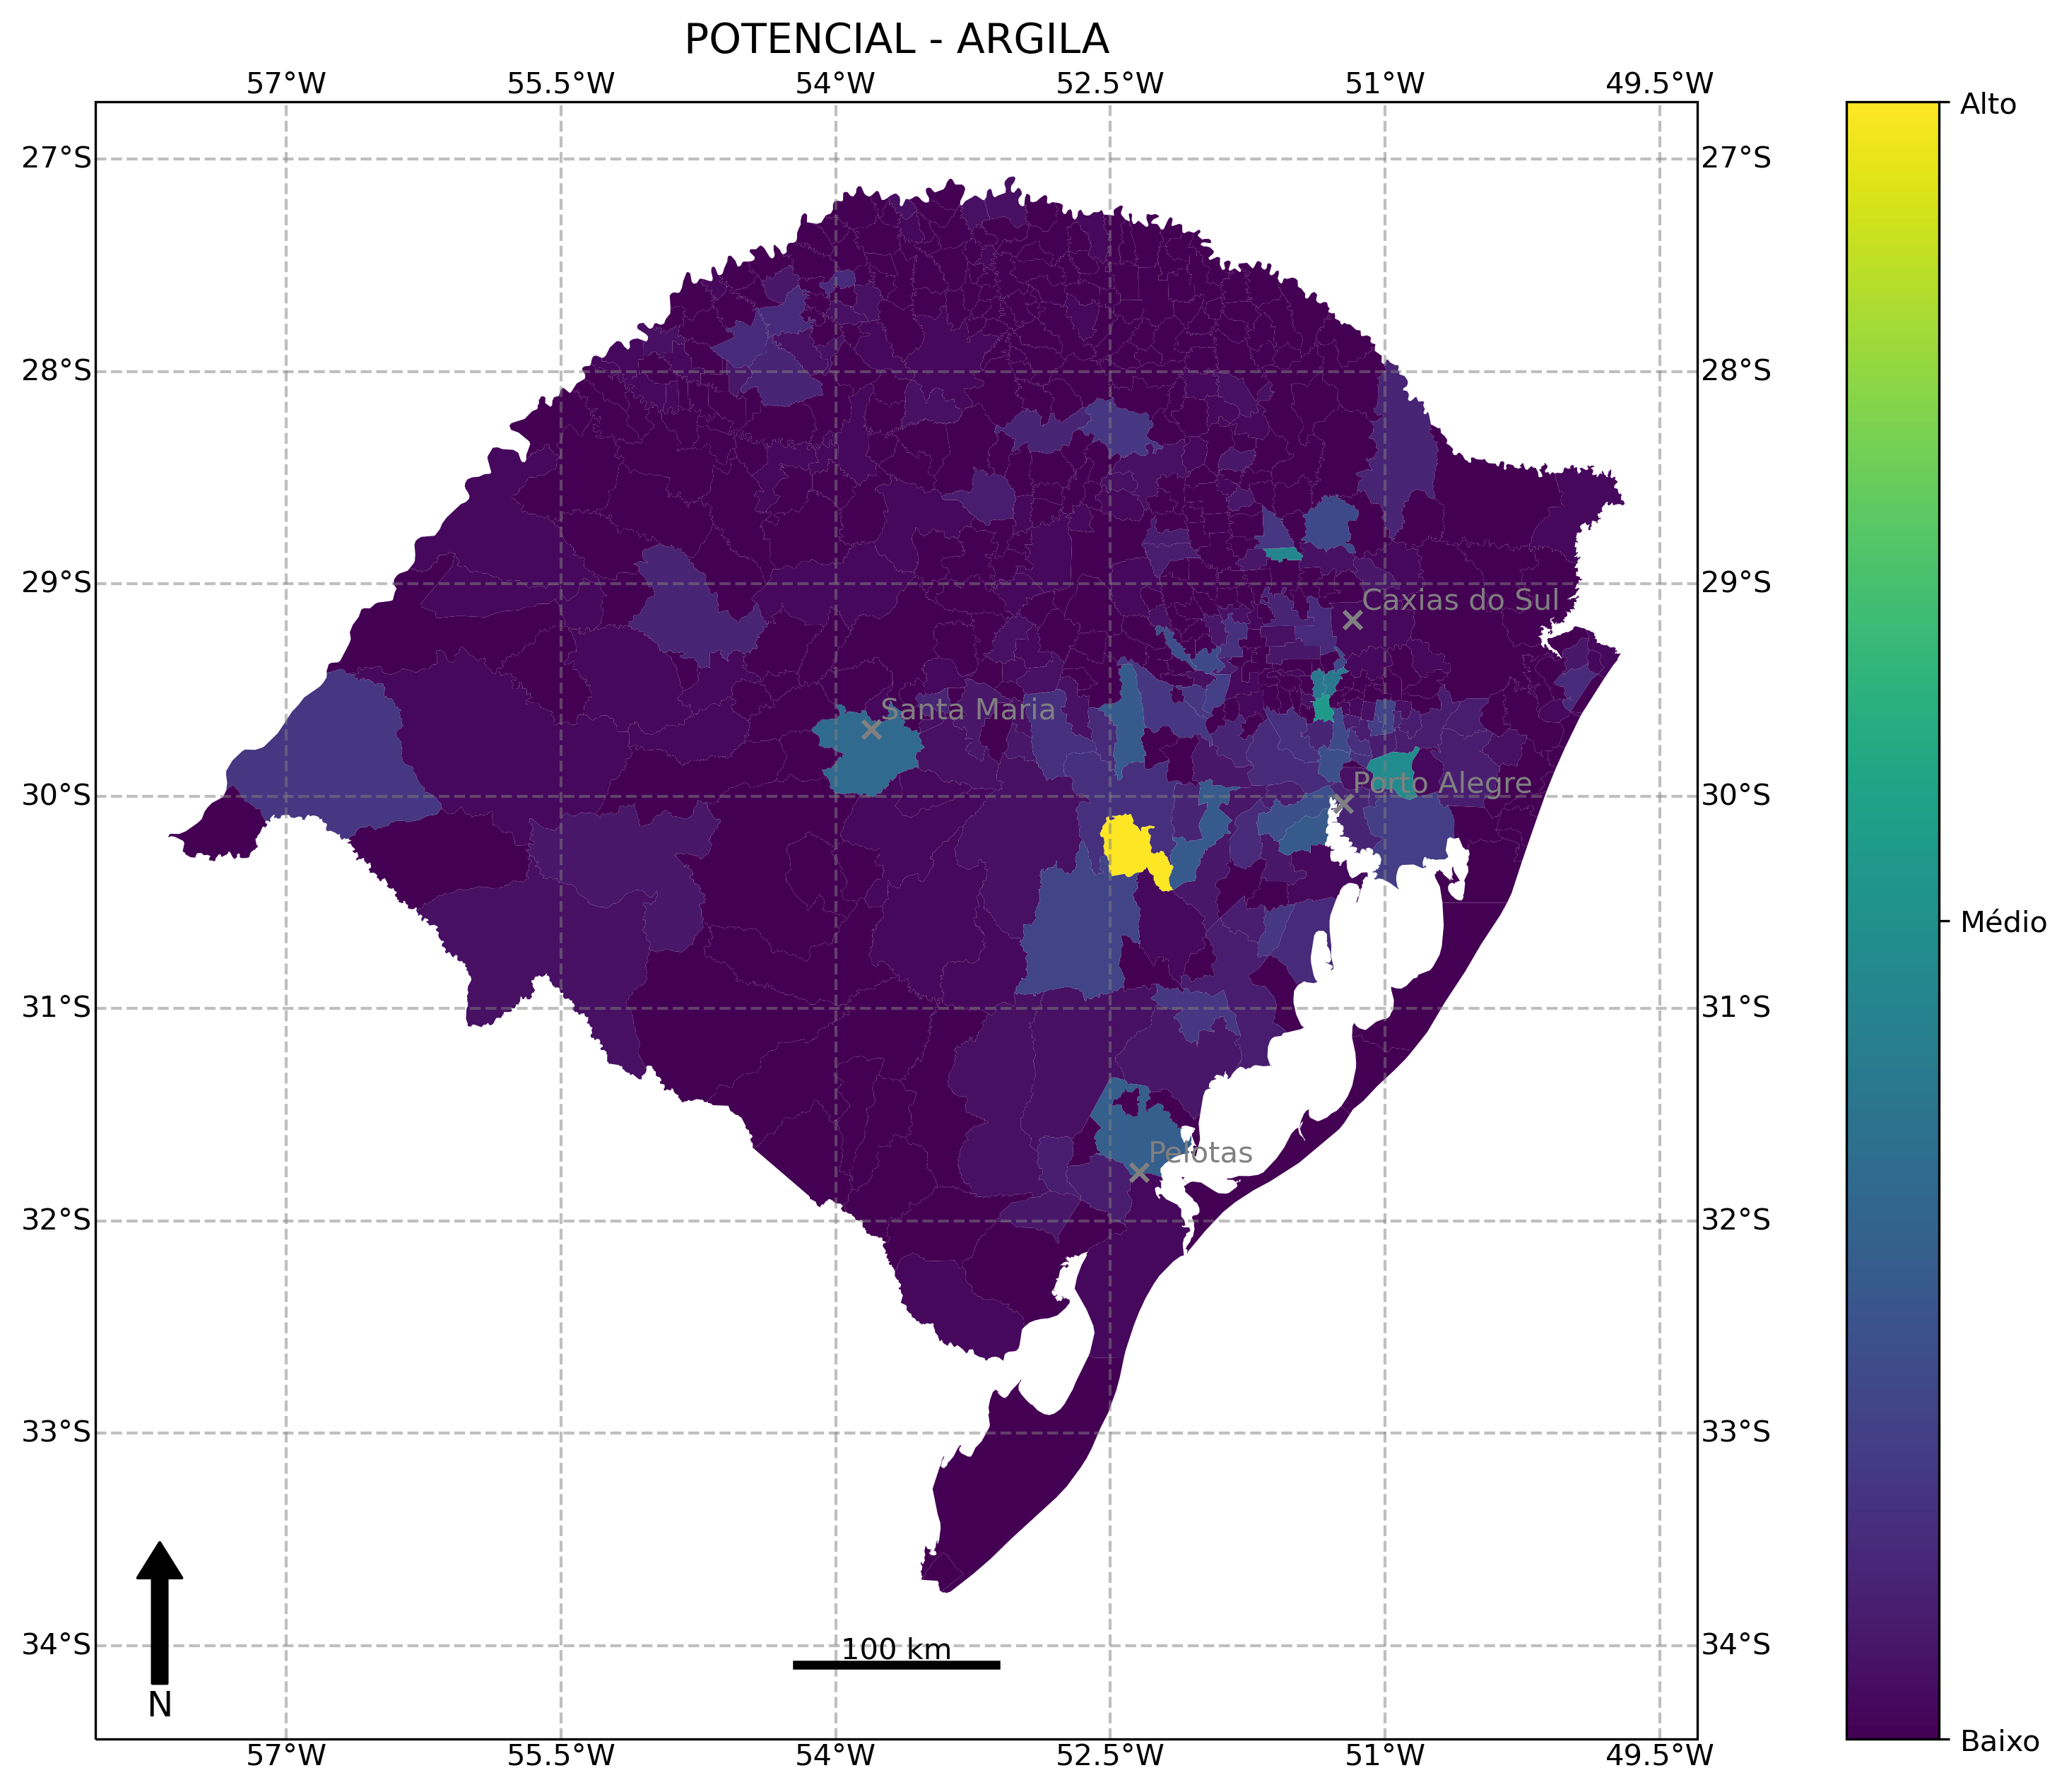 POTENCIAL - ARGILA
57°W 55.5°W 54°W 52.5°W 51°W 49.5°W
Alto
27°S 27°S
28°S 28°S
29°S 29°S
Caxias do Sul
Santa Maria
Porto Alegre
30°S 30°S
Médio
31°S 31°S
Pelotas
32°S 32°S
33°S 33°S
34°S 34°S
100 km
N
Baixo
57°W 55.5°W 54°W 52.5°W 51°W 49.5°W